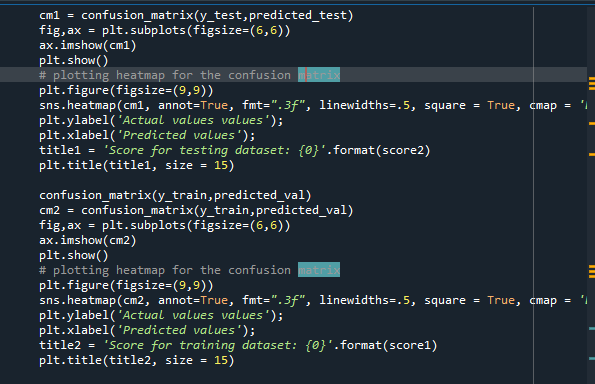 cm1 = confusion_matrix(y_test,predicted_test)
fig,ax = plt.subplots(figsize=(6,6))
ax.imshow(cm1)
plt.show()
# plotting heatmap for the confusion matrix
plt.figure(figsize=(9,9))
sns.heatmap(cm1, annot=True, fmt=".3f", linewidths=.5, square = True, cmap = '
plt.ylabel('Actual values values');
plt.xlabel('Predicted values');
title1 = 'Score for testing dataset: {0}'.format(score2)
plt.title(title1, size = 15)
confusion_matrix(y_train,predicted_val)
cm2 = confusion_matrix(y_train,predicted_val)
fig,ax = plt.subplots(figsize=(6,6))
ax.imshow(cm2)
plt.show()
# plotting heatmap for the confusion matrix
plt.figure(figsize=(9,9))
sns.heatmap(cm2, annot=True, fmt=".3f", linewidths=.5, square = True, cmap = '
plt.ylabel('Actual values values');
plt.xlabel('Predicted values');
title2 = 'Score for training dataset: {0}'.format(score1)
plt.title(title2, size = 15)